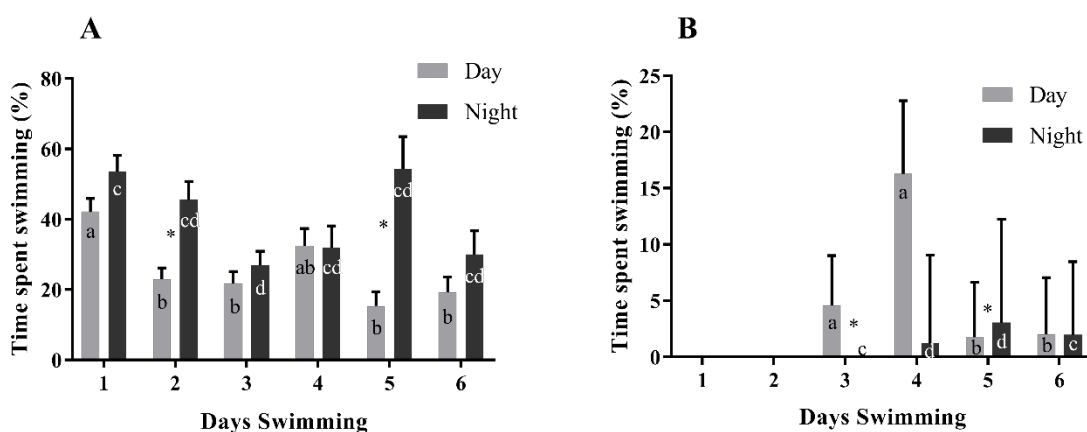 A
Time spent swimming (%)
80
60
40
20
0
Day
Night
a
c
b
*
cd
b
d
ab
cd
b
*
cd
b
cd
1 2 3 4 5 6
Days Swimming
B
Time spent swimming (%)
25
20
15
10
5
0
Day
Night
a
*
c
a
d
b
*
d
b
c
1 2 3 4 5 6
Days Swimming